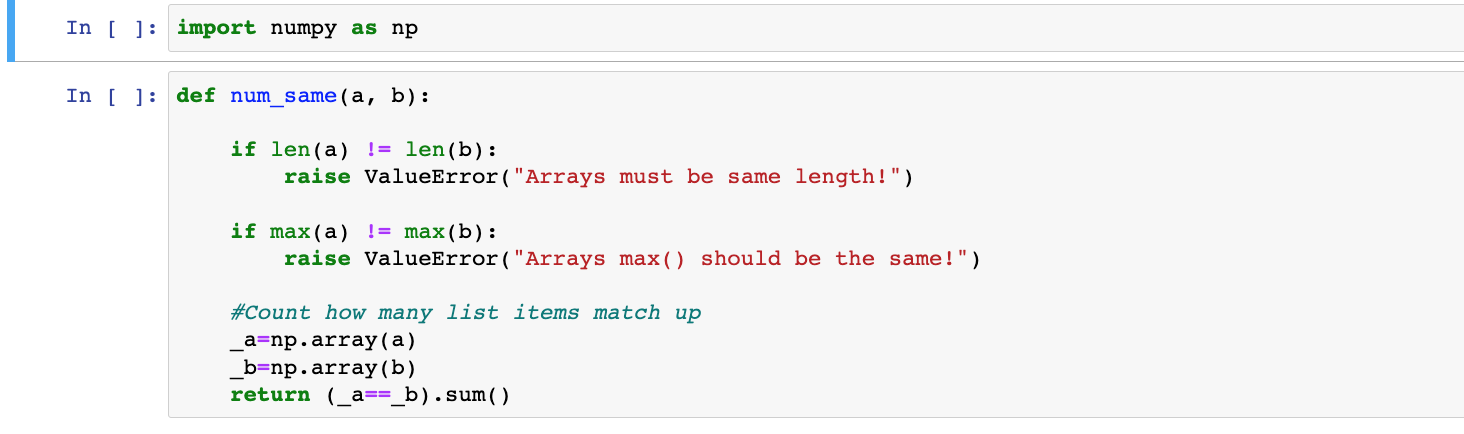 In [ ]: import numpy as np
In [ ]: def num_same(a, b):
    if len(a) != len(b):
        raise ValueError("Arrays must be same length!")
    if max(a) != max(b):
        raise ValueError("Arrays max() should be the same!")
    #Count how many list items match up
    _a=np.array(a)
    _b=np.array(b)
    return (_a==_b).sum()